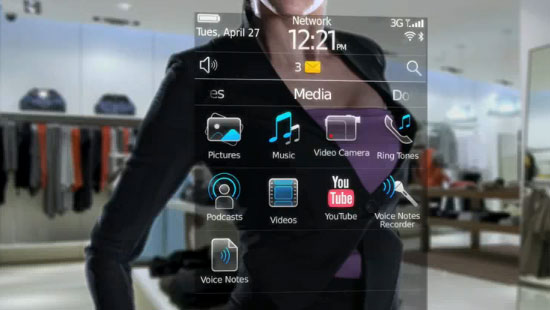 Network
3G
Tues, April 27
12:21 PM
3
es
Media
Do
Pictures
Music
Video Camera
Ring Tones
You
Tube
Podcasts
Videos
YouTube
Voice Notes
Recorder
Voice Notes